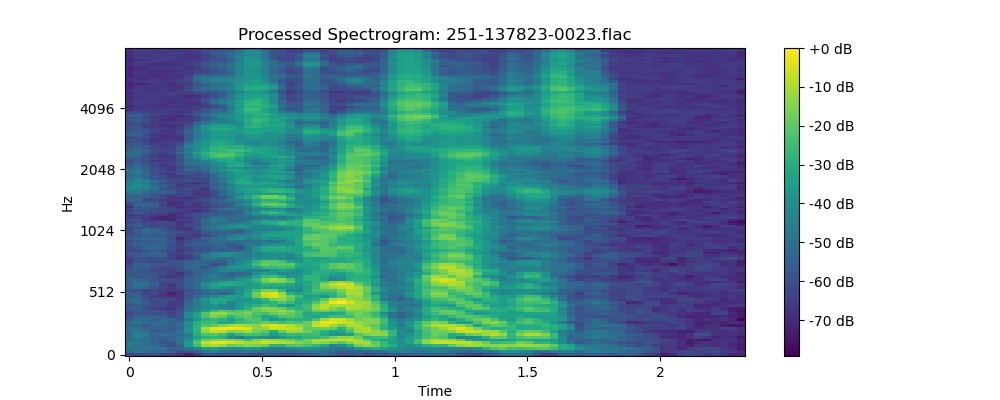 Processed Spectrogram: 251-137823-0023.flac
Hz
4096
2048
1024
512
0
0
0.5
1
1.5
2
Time
+0 dB
-10 dB
-20 dB
-30 dB
-40 dB
-50 dB
-60 dB
-70 dB